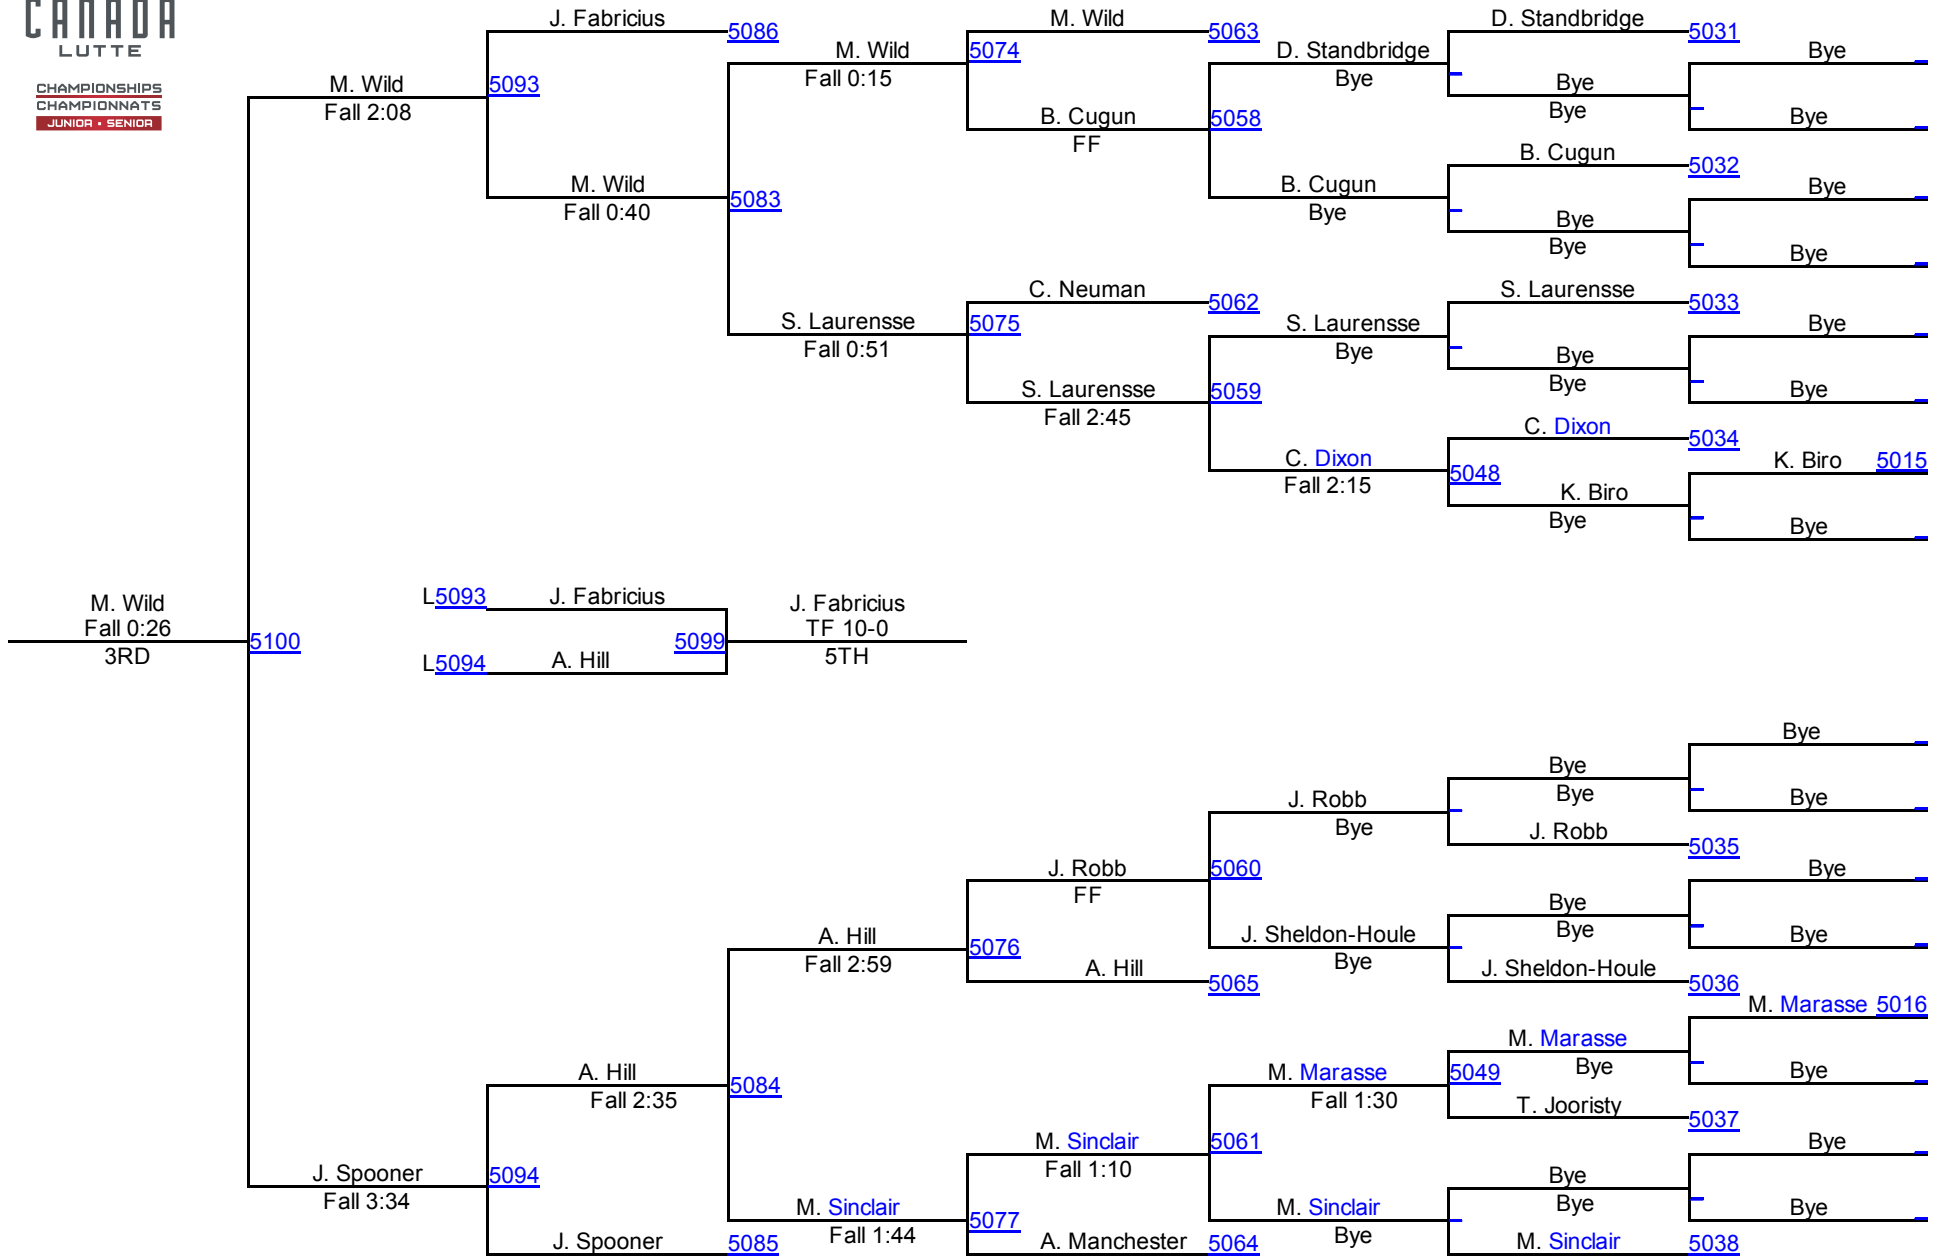 CANADA
LUTTE
CHAMPIONSHIPS
CHAMPIONNATS
JUNIOR • SENIOR
J. Fabricius
5086
M. Wild
Fall 2:08
5093
M. Wild
Fall 0:40
M. Wild
Fall 0:15
5083
S. Laurensse
Fall 0:51
M. Wild
5063
5074
B. Cugun
FF
C. Neuman
5062
5075
S. Laurensse
Fall 2:45
D. Standbridge
Bye
5058
B. Cugun
Bye
S. Laurensse
Bye
5059
C. Dixon
Fall 2:15
D. Standbridge
5031
Bye
Bye
Bye
Bye
B. Cugun
5032
Bye
Bye
Bye
Bye
S. Laurensse
5033
Bye
Bye
Bye
Bye
C. Dixon
5034
K. Biro 5015
5048
K. Biro
Bye
Bye
M. Wild
Fall 0:26
3RD
5100
L5093 J. Fabricius
5099
L5094 A. Hill
J. Fabricius
TF 10-0
5TH
J. Spooner
Fall 3:34
5094
A. Hill
Fall 2:35
J. Spooner
5085
A. Hill
Fall 2:59
5084
M. Sinclair
Fall 1:44
J. Robb
FF
5076
A. Hill
5065
M. Sinclair
Fall 1:10
5077
A. Manchester
5064
J. Robb
Bye
5060
J. Sheldon-Houle
Bye
M. Marasse
Fall 1:30
5061
M. Sinclair
Bye
Bye
Bye
Bye
Bye
J. Robb
5035
Bye
Bye
Bye
Bye
J. Sheldon-Houle
5036
M. Marasse 5016
M. Marasse
Bye
5049
Bye
T. Jooristy
5037
Bye
Bye
Bye
Bye
M. Sinclair
5038